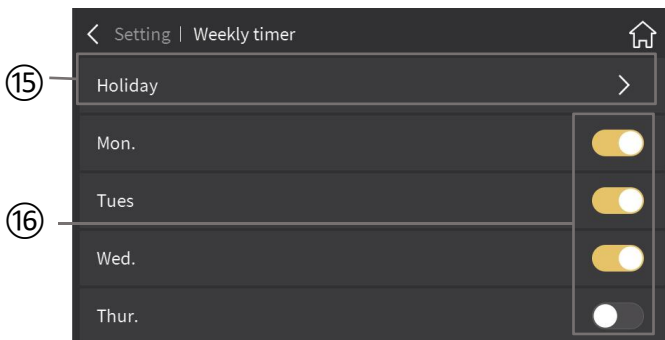 Setting | Weekly timer
⑮ Holiday
Mon.
Tues
⑯
Wed.
Thur.